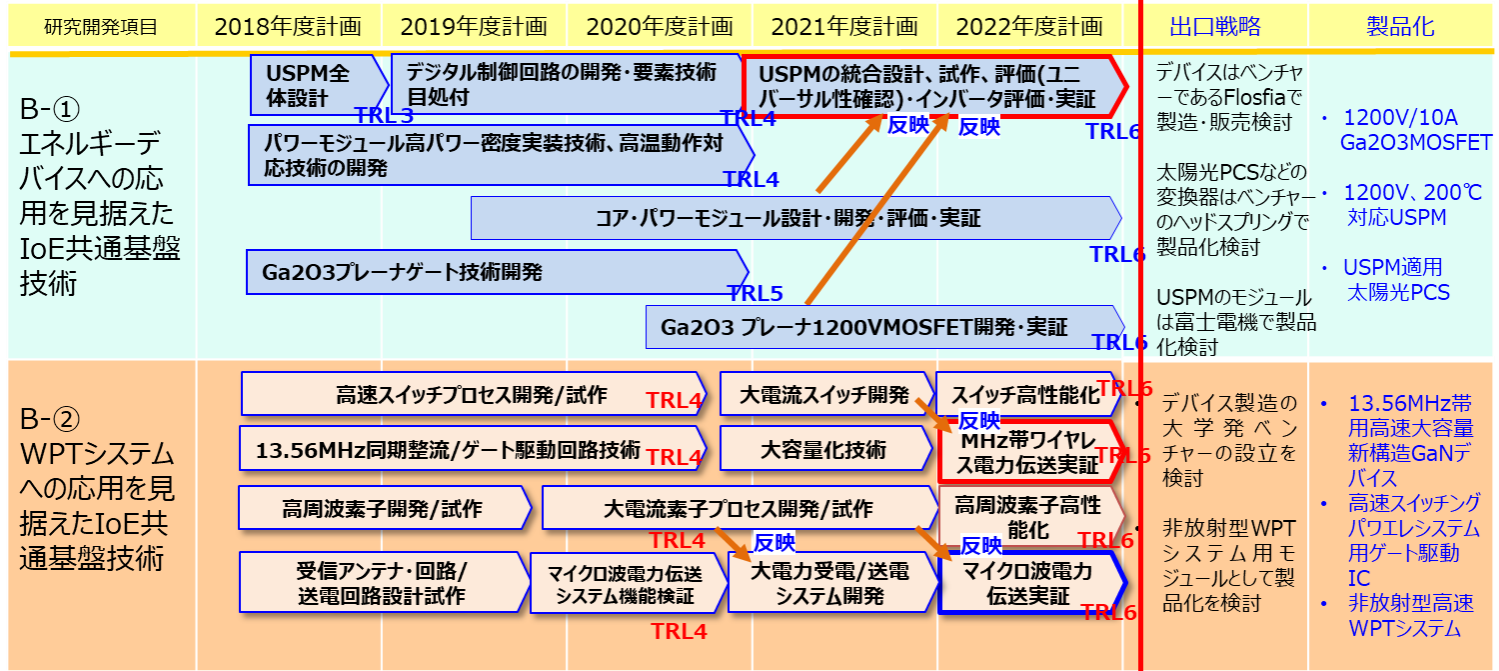 研究開発項目
2018年度計画
2019年度計画
2020年度計画
2021年度計画
2022年度計画
出口戦略
製品化
B-①
エネルギーデ
バイスへの応
用を見据えた
IoE共通基盤
技術
USPM全
体設計
TRL3
デジタル制御回路の開発・要素技術
目処付
TRL4
USPMの統合設計、試作、評価(ユニ
バーサル性確認)・インバータ評価・実証
TRL6
反映
反映
パワーモジュール高パワー密度実装技術、高温動作対
応技術の開発
TRL4
コア・パワーモジュール設計・開発・評価・実証
TRL6
Ga2O3プレーナゲート技術開発
TRL5
Ga2O3 プレーナ1200VMOSFET開発・実証
TRL6
デバイスはベンチャ
ーであるFlosfiaで
製造・販売検討
太陽光PCSなどの
変換器はベンチャー
のヘッドスプリングで
製品化検討
USPMのモジュール
は富士電機で製品
化検討
・ 1200V/10A
Ga2O3MOSFET
・ 1200V、200℃
対応USPM
・ USPM適用
太陽光PCS
B-②
WPTシステム
への応用を見
据えたIoE共
通基盤技術
高速スイッチプロセス開発/試作
TRL4
大電流スイッチ開発
スイッチ高性能化
TRL6
反映
13.56MHz同期整流/ゲート駆動回路技術
TRL4
大容量化技術
MHz帯ワイヤレ
ス電力伝送実証
TRL6
高周波素子開発/試作
大電流素子プロセス開発/試作
TRL4
高周波素子高性
能化
TRL6
反映
反映
受信アンテナ・回路/
送電回路設計試作
マイクロ波電力伝送
システム機能検証
TRL4
大電力受電/送電
システム開発
マイクロ波電力
伝送実証
TRL6
• デバイス製造の
大学発ベン
チャーの設立を
検討
• 非放射型WPT
システム用モ
ジュールとして製
品化を検討
• 13.56MHz帯
用高速大容量
新構造GaNデ
バイス
• 高速スイッチング
パワエレシステム
用ゲート駆動
IC
• 非放射型高速
WPTシステム